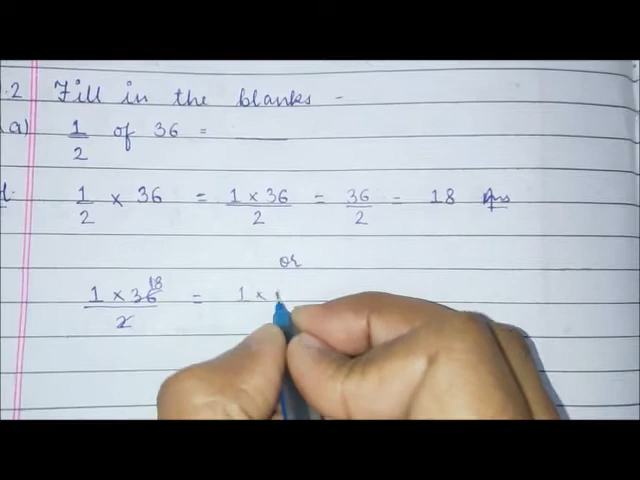 .2 Fill in the blanks -
(a) 1/2 of 36 = ____
1/2 × 36 = 1 × 36/2 = 36/2 = 18 Ans
or
1 × 36/2 18 = 1 ×